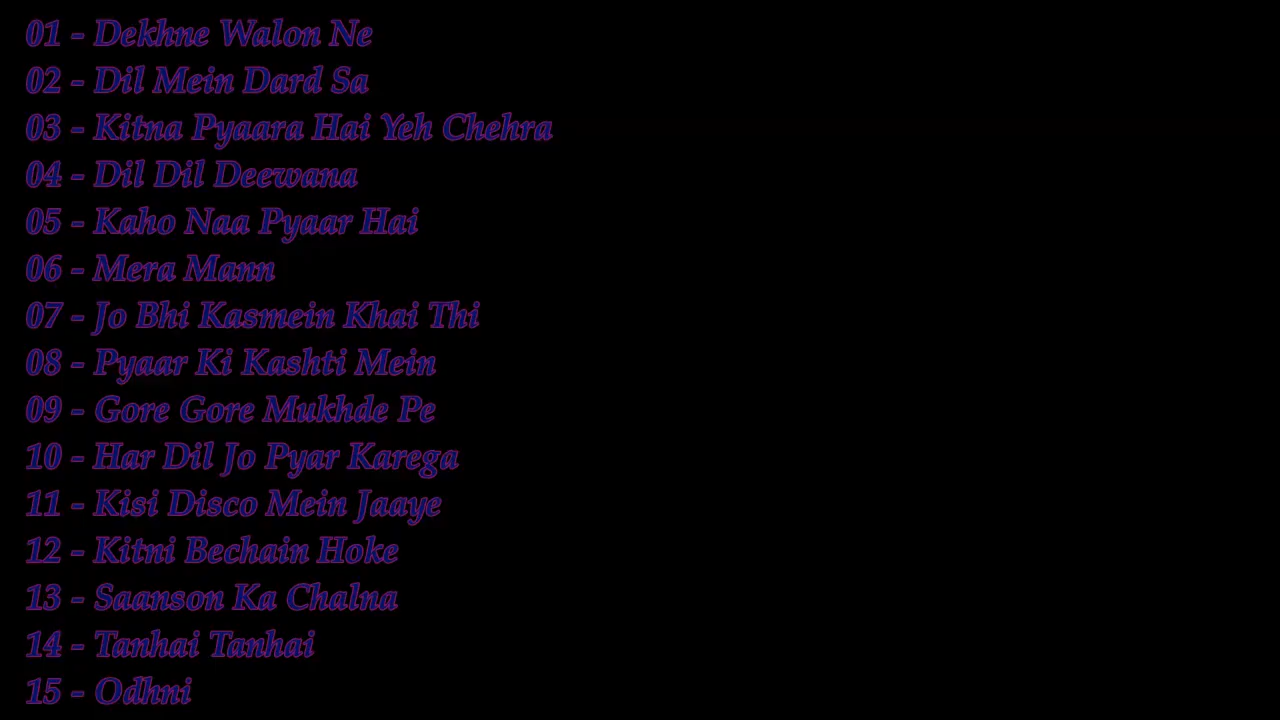 01 - Dekhne Walon Ne
02 - Dil Mein Dard Sa
03 - Kitna Pyaara Hai Yeh Chehra
04 - Dil Dil Deewana
05 - Kaho Naa Pyaar Hai
06 - Mera Mann
07 - Jo Bhi Kasmein Khai Thi
08 - Pyaar Ki Kashti Mein
09 - Gore Gore Mukhde Pe
10 - Har Dil Jo Pyar Karega
11 - Kisi Disco Mein Jaaye
12 - Kitni Bechain Hoke
13 - Saanson Ka Chalna
14 - Tanhai Tanhai
15 - Odhni